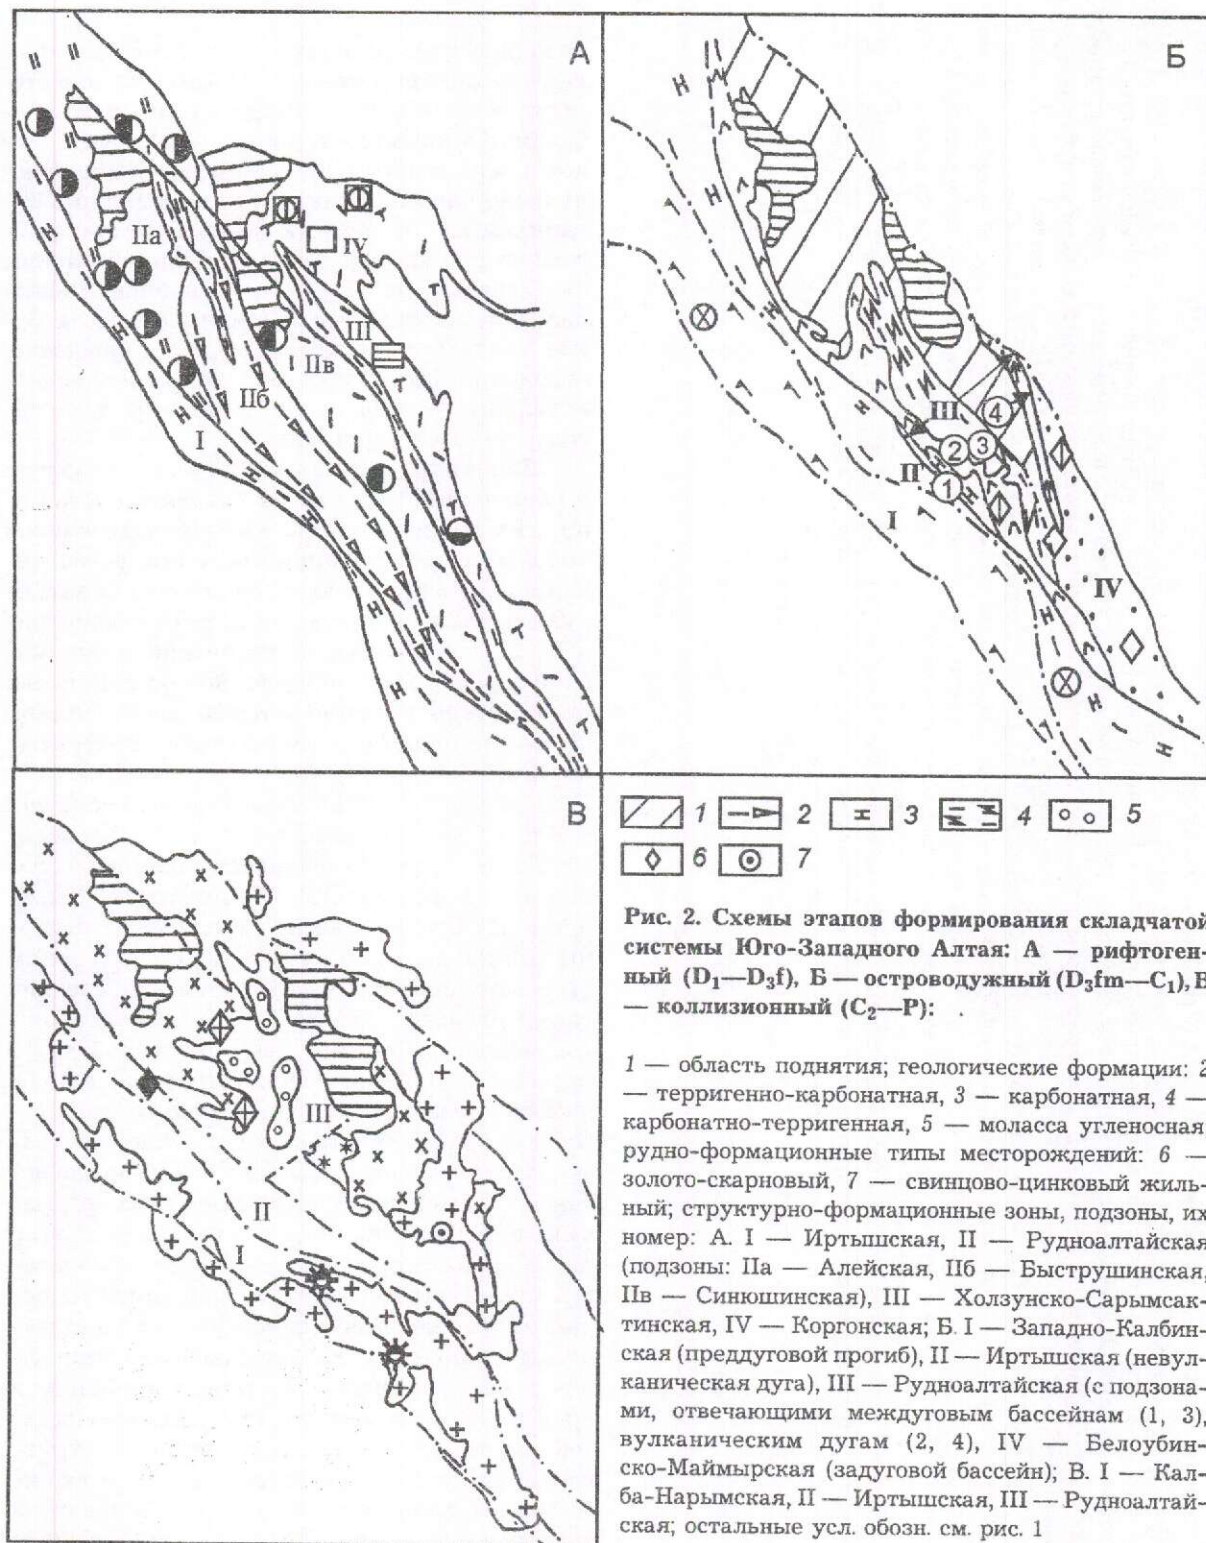 А
IIа
IV
III
IIв
IIб
I
Б
III
4
2
3
II
1
I
IV
В
III
II
I
1
2
3
4
5
6
7
Рис. 2. Схемы этапов формирования складчатой
системы Юго-Западного Алтая: А — рифтоген-
ный (D₁—D₃f), Б — островодужный (D₃fm—C₁), В
— коллизионный (C₂—P):
1 — область поднятия; геологические формации: 2
— терригенно-карбонатная, 3 — карбонатная, 4 —
карбонатно-терригенная, 5 — моласса угленосная
рудно-формационные типы месторождений: 6 —
золото-скарновый, 7 — свинцово-цинковый жиль-
ный; структурно-формационные зоны, подзоны, их
номер: А. I — Иртышская, II — Рудноалтайская
(подзоны: IIа — Алейская, IIб — Быструшинская,
IIв — Синюшинская), III — Холзунско-Сарымсак-
тинская, IV — Коргонская; Б. I — Западно-Калбин-
ская (преддуговой прогиб), II — Иртышская (невул-
каническая дуга), III — Рудноалтайская (с подзона-
ми, отвечающими междуговым бассейнам (1, 3),
вулканическим дугам (2, 4), IV — Белоубин-
ско-Маймырская (задуговой бассейн); В. I — Кал-
ба-Нарымская, II — Иртышская, III — Рудноалтай-
ская; остальные усл. обозн. см. рис. 1